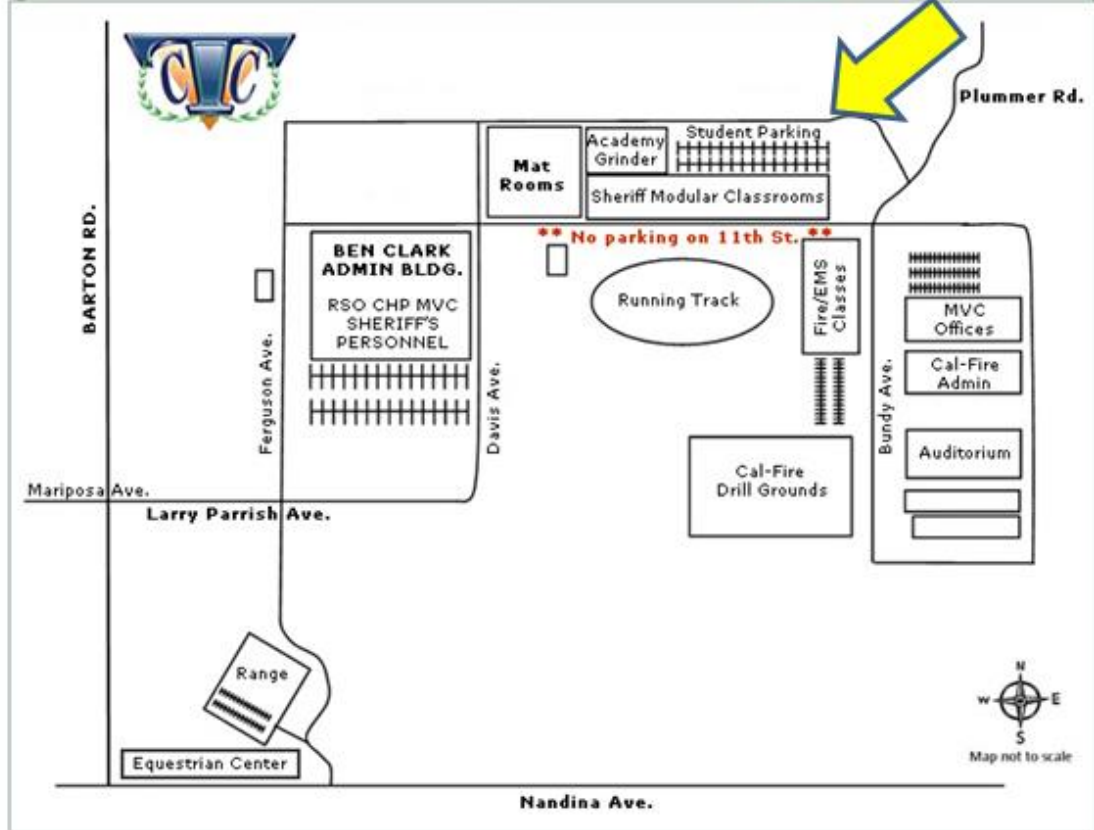 CTC
Plummer Rd.
Student Parking
Academy
Grinder
Mat
Rooms
Sheriff Modular Classrooms
** No parking on 11th St. **
BARTON RD.
BEN CLARK
ADMIN BLDG.
RSO CHP MVC
SHERIFF'S
PERSONNEL
Running Track
Fire/EMS
Classes
MVC
Offices
Cal-Fire
Admin
Ferguson Ave.
Davis Ave.
Bundy Ave.
Auditorium
Cal-Fire
Drill Grounds
Mariposa Ave.
Larry Parrish Ave.
Range
Equestrian Center
N
W
E
S
Map not to scale
Nandina Ave.